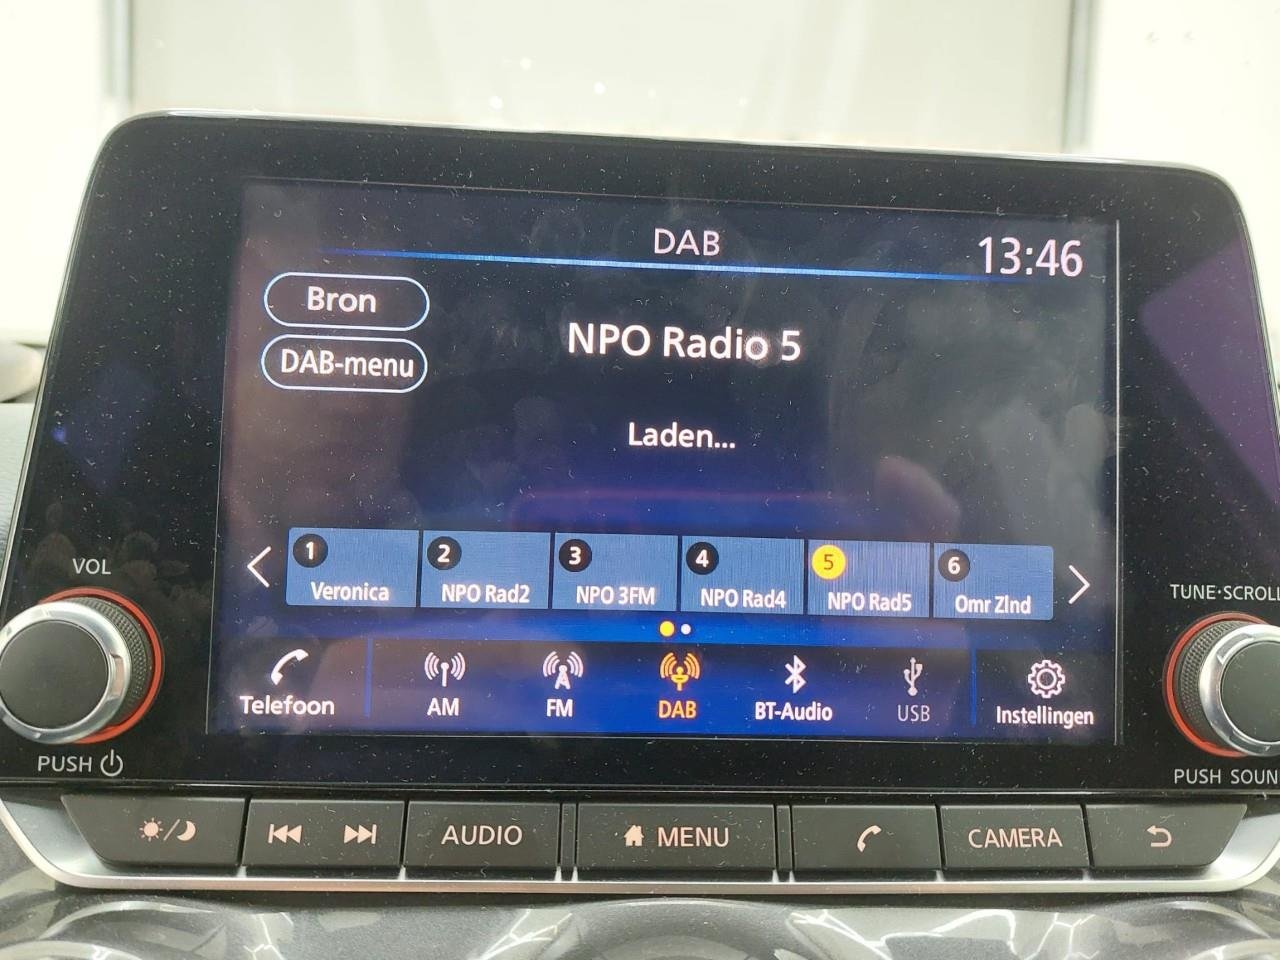 DAB
13:46
Bron
DAB-menu
NPO Radio 5
Laden...
1
Veronica
2
NPO Rad2
3
NPO 3FM
4
NPO Rad4
5
NPO Rad5
6
Omr Zlnd
Telefoon
AM
FM
DAB
BT-Audio
USB
Instellingen
VOL
PUSH
TUNE·SCROLL
PUSH SOUN
AUDIO
MENU
CAMERA